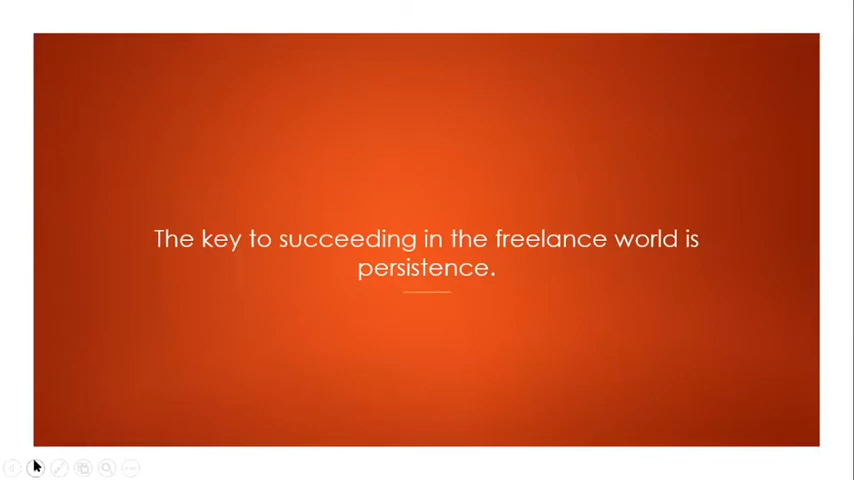 The key to succeeding in the freelance world is
persistence.